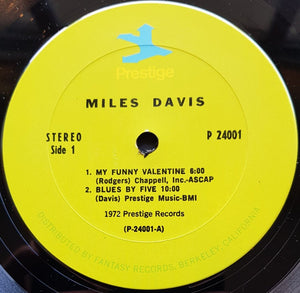 Prestige
MILES DAVIS
STEREO
Side 1
P 24001
1. MY FUNNY VALENTINE 6:00
(Rodgers) Chappell, Inc.-ASCAP
2. BLUES BY FIVE 10:00
(Davis) Prestige Music-BMI
1972 Prestige Records
(P-24001-A)
DISTRIBUTED BY FANTASY RECORDS, BERKELEY, CALIFORNIA